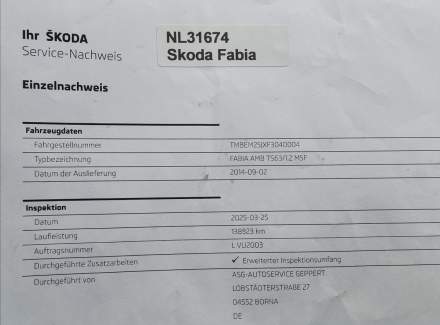 Ihr ŠKODA
Service-Nachweis
NL31674
Skoda Fabia
Einzelnachweis
Fahrzeugdaten
Fahrgestellnummer TMBEM25JXF3040004
Typbezeichnung FABIA AMB TS63/1.2 M5F
Datum der Auslieferung 2014-09-02
Inspektion
Datum 2025-03-25
Laufleistung 138923 km
Auftragsnummer L VU2003
Durchgeführte Zusatzarbeiten ✓ Erweiterter Inspektionsumfang
Durchgeführt von ASG-AUTOSERVICE GEPPERT
LOBSTÄDTERSTRAßE 27
04552 BORNA
DE